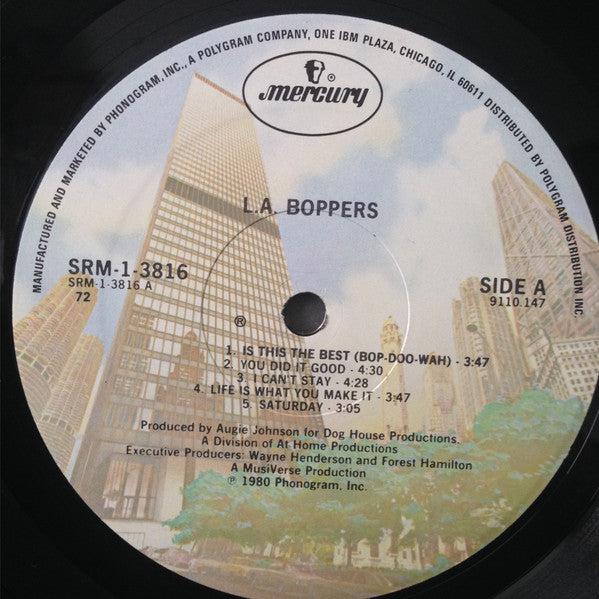 MANUFACTURED AND MARKETED BY PHONOGRAM, INC., A POLYGRAM COMPANY, ONE IBM PLAZA, CHICAGO, IL 60611 DISTRIBUTED BY POLYGRAM DISTRIBUTION INC.
®
mercury
L.A. BOPPERS
SRM-1-3816
SRM-1-3816 A
72
SIDE A
9110.147
℗
1. IS THIS THE BEST (BOP-DOO-WAH) - 3:47
2. YOU DID IT GOOD - 4:30
3. I CAN'T STAY - 4:28
4. LIFE IS WHAT YOU MAKE IT - 3:47
5. SATURDAY - 3:05
Produced by Augie Johnson for Dog House Productions,
A Division of At Home Productions
Executive Producers: Wayne Henderson and Forest Hamilton
A MusiVerse Production
℗ 1980 Phonogram, Inc.